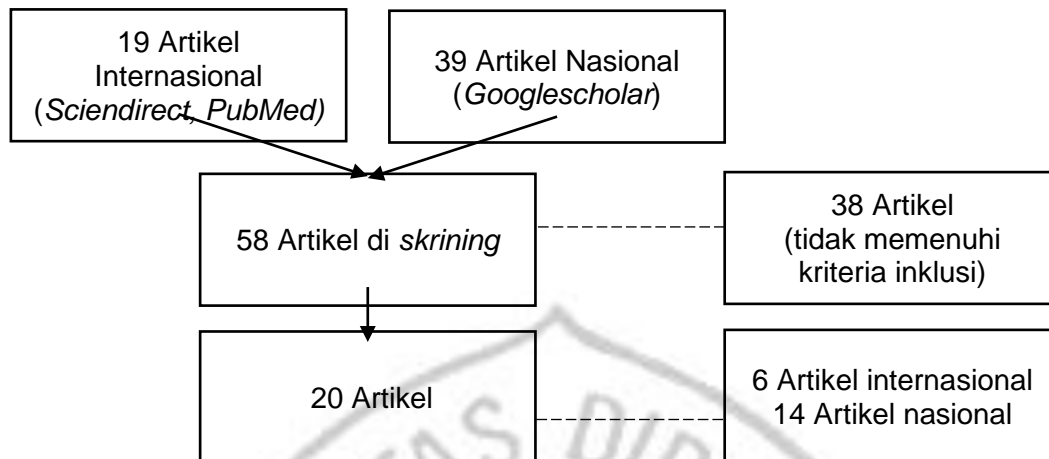 19 Artikel
Internasional
(Sciendirect, PubMed)
39 Artikel Nasional
(Googlescholar)
58 Artikel di skrining
38 Artikel
(tidak memenuhi
kriteria inklusi)
20 Artikel
6 Artikel internasional
14 Artikel nasional